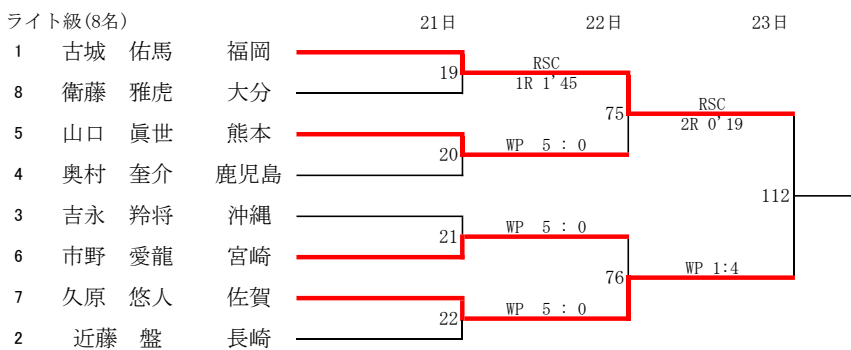 ライト級(8名) 21日 22日 23日
1 古城 佑馬 福岡
19 RSC
1R 1'45
8 衛藤 雅虎 大分
75 RSC
2R 0'19
5 山口 眞世 熊本
20 WP 5 : 0
4 奥村 奎介 鹿児島
112
3 吉永 羚将 沖縄
21 WP 5 : 0
6 市野 愛龍 宮崎
76 WP 1:4
7 久原 悠人 佐賀
22 WP 5 : 0
2 近藤 盤 長崎